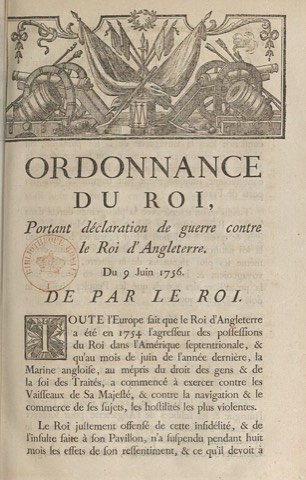 ORDONNANCE
DU ROI,
Portant déclaration de guerre contre
le Roi d'Angleterre.
Du 9 Juin 1756.
DE PAR LE ROI.
TOUTE l'Europe sait que le Roi d'Angleterre
a été en 1754 l'agresseur des possessions
du Roi dans l'Amérique septentrionale, &
qu'au mois de juin de l'année dernière, la
Marine angloise, au mépris du droit des gens & de
la foi des Traités, a commencé à exercer contre les
Vaisseaux de Sa Majesté, & contre la navigation & le
commerce de ses sujets, les hostilités les plus violentes.
Le Roi justement offensé de cette infidélité, & de
l'insulte faite à son Pavillon, n'a suspendu pendant huit
mois les effets de son ressentiment, & ce qu'il devoit à